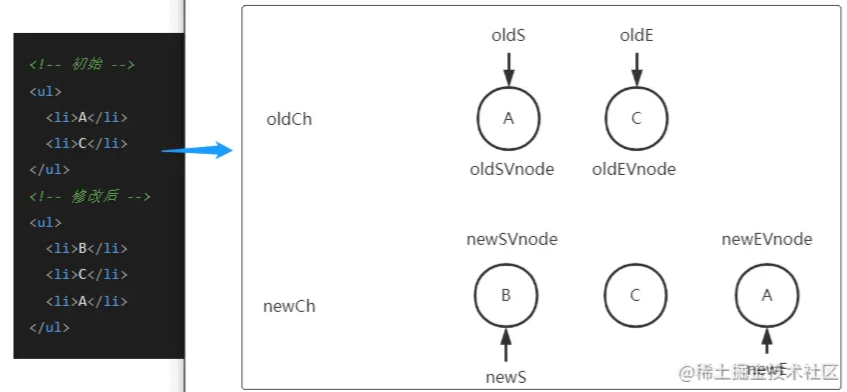 <!-- 初始 -->
<ul>
<li>A</li>
<li>C</li>
</ul>
<!-- 修改后 -->
<ul>
<li>B</li>
<li>C</li>
<li>A</li>
</ul>
oldS oldE
oldCh A C
oldSVnode oldEVnode
newSVnode newEVnode
newCh B C A
newS newE
@稀土掘金技术社区